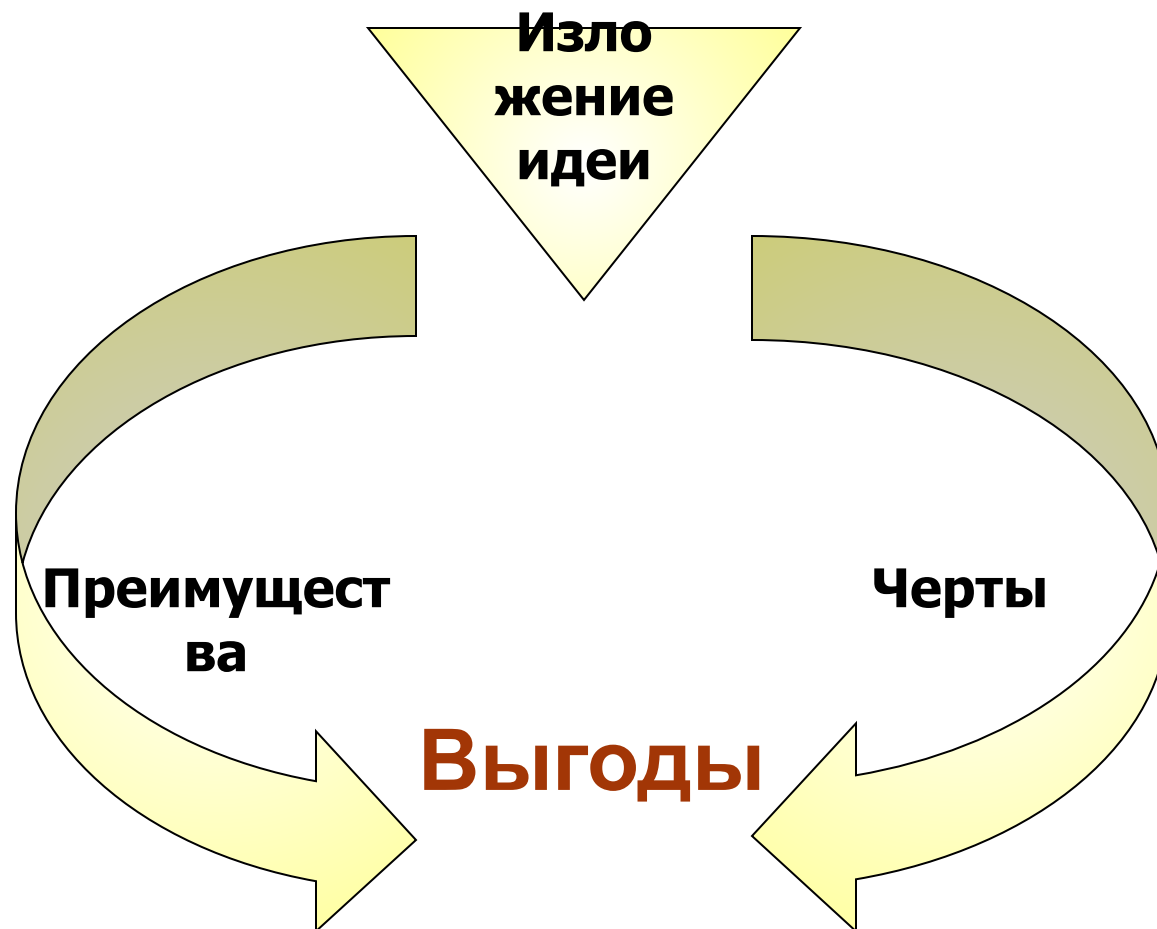 Изло
жение
идеи
Преимущест
ва
Черты
Выгоды